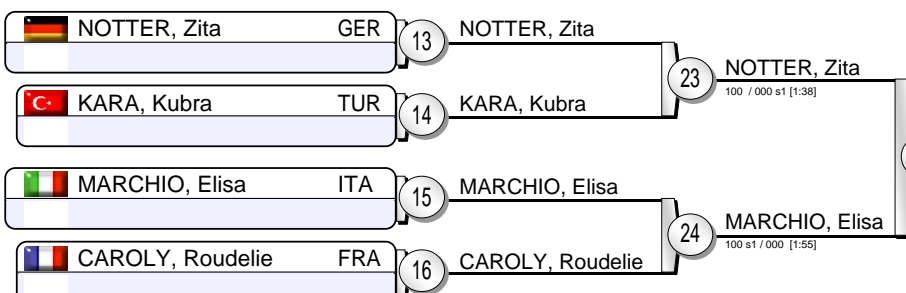 NOTTER, Zita GER 13 NOTTER, Zita
23 NOTTER, Zita
100 / 000 s1 [1:38]
KARA, Kubra TUR 14 KARA, Kubra
MARCHIO, Elisa ITA 15 MARCHIO, Elisa
24 MARCHIO, Elisa
100 s1 / 000 [1:55]
CAROLY, Roudelie FRA 16 CAROLY, Roudelie